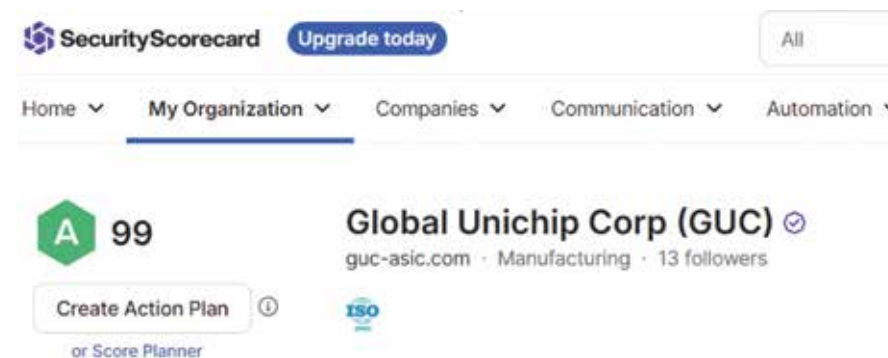 SecurityScorecard Upgrade today All
Home My Organization Companies Communication Automation
A 99 Global Unichip Corp (GUC)
guc-asic.com · Manufacturing · 13 followers
Create Action Plan ISO
or Score Planner